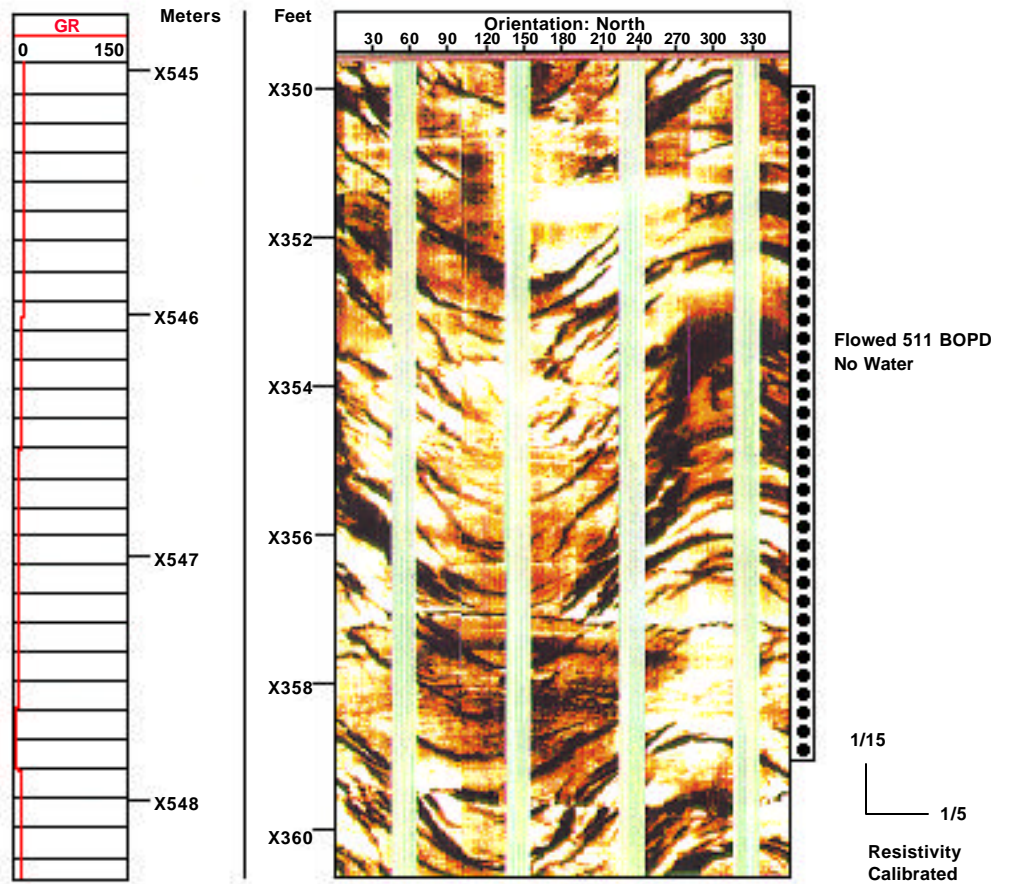 GR
0 150
Meters
X545
X546
X547
X548
Feet
X350
X352
X354
X356
X358
X360
Orientation: North
30 60 90 120 150 180 210 240 270 300 330
Flowed 511 BOPD
No Water
1/15
1/5
Resistivity
Calibrated